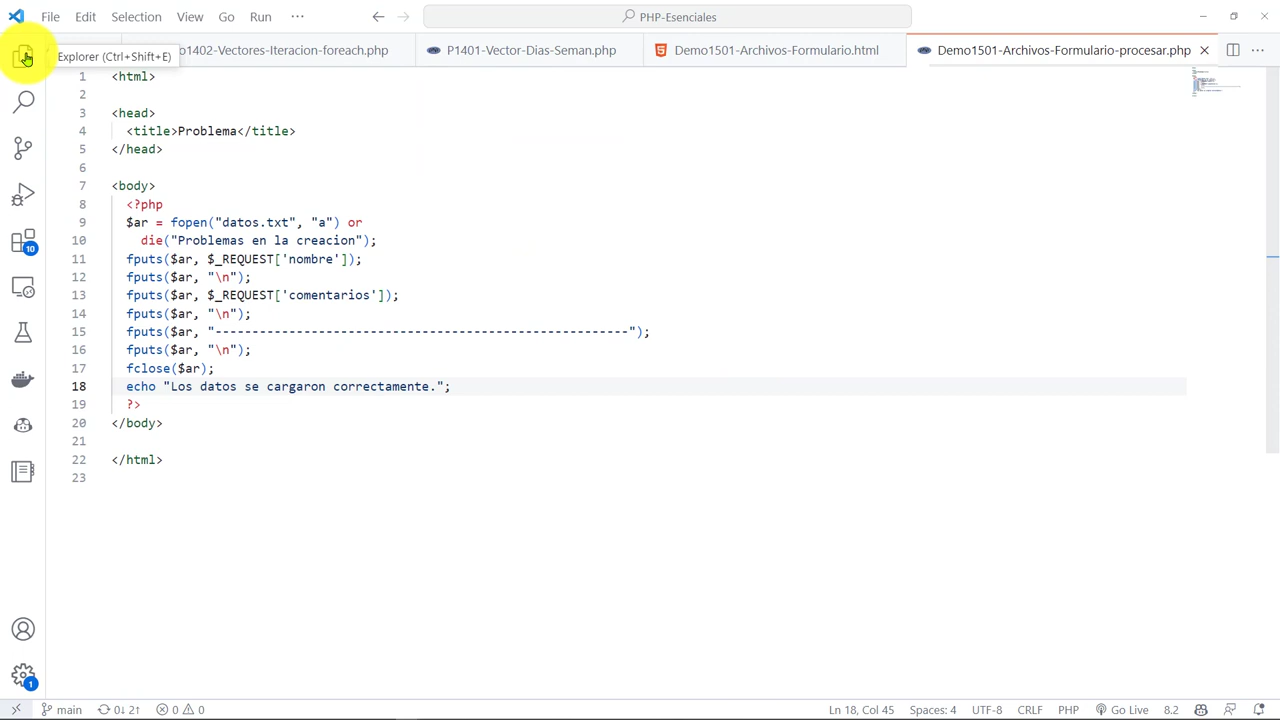 File Edit Selection View Go Run ··· PHP-Esenciales
Explorer (Ctrl+Shift+E)
o1402-Vectores-Iteracion-foreach.php P1401-Vector-Dias-Seman.php Demo1501-Archivos-Formulario.html Demo1501-Archivos-Formulario-procesar.php
1 <html>
2
3 <head>
4 <title>Problema</title>
5 </head>
6
7 <body>
8 <?php
9 $ar = fopen("datos.txt", "a") or
10 die("Problemas en la creacion");
11 fputs($ar, $_REQUEST['nombre']);
12 fputs($ar, "\n");
13 fputs($ar, $_REQUEST['comentarios']);
14 fputs($ar, "\n");
15 fputs($ar, "--------------------------------------------------------");
16 fputs($ar, "\n");
17 fclose($ar);
18 echo "Los datos se cargaron correctamente.";
19 ?>
20 </body>
21
22 </html>
23
10
1
main 0↓ 2↑ 0 0 Ln 18, Col 45 Spaces: 4 UTF-8 CRLF PHP Go Live 8.2